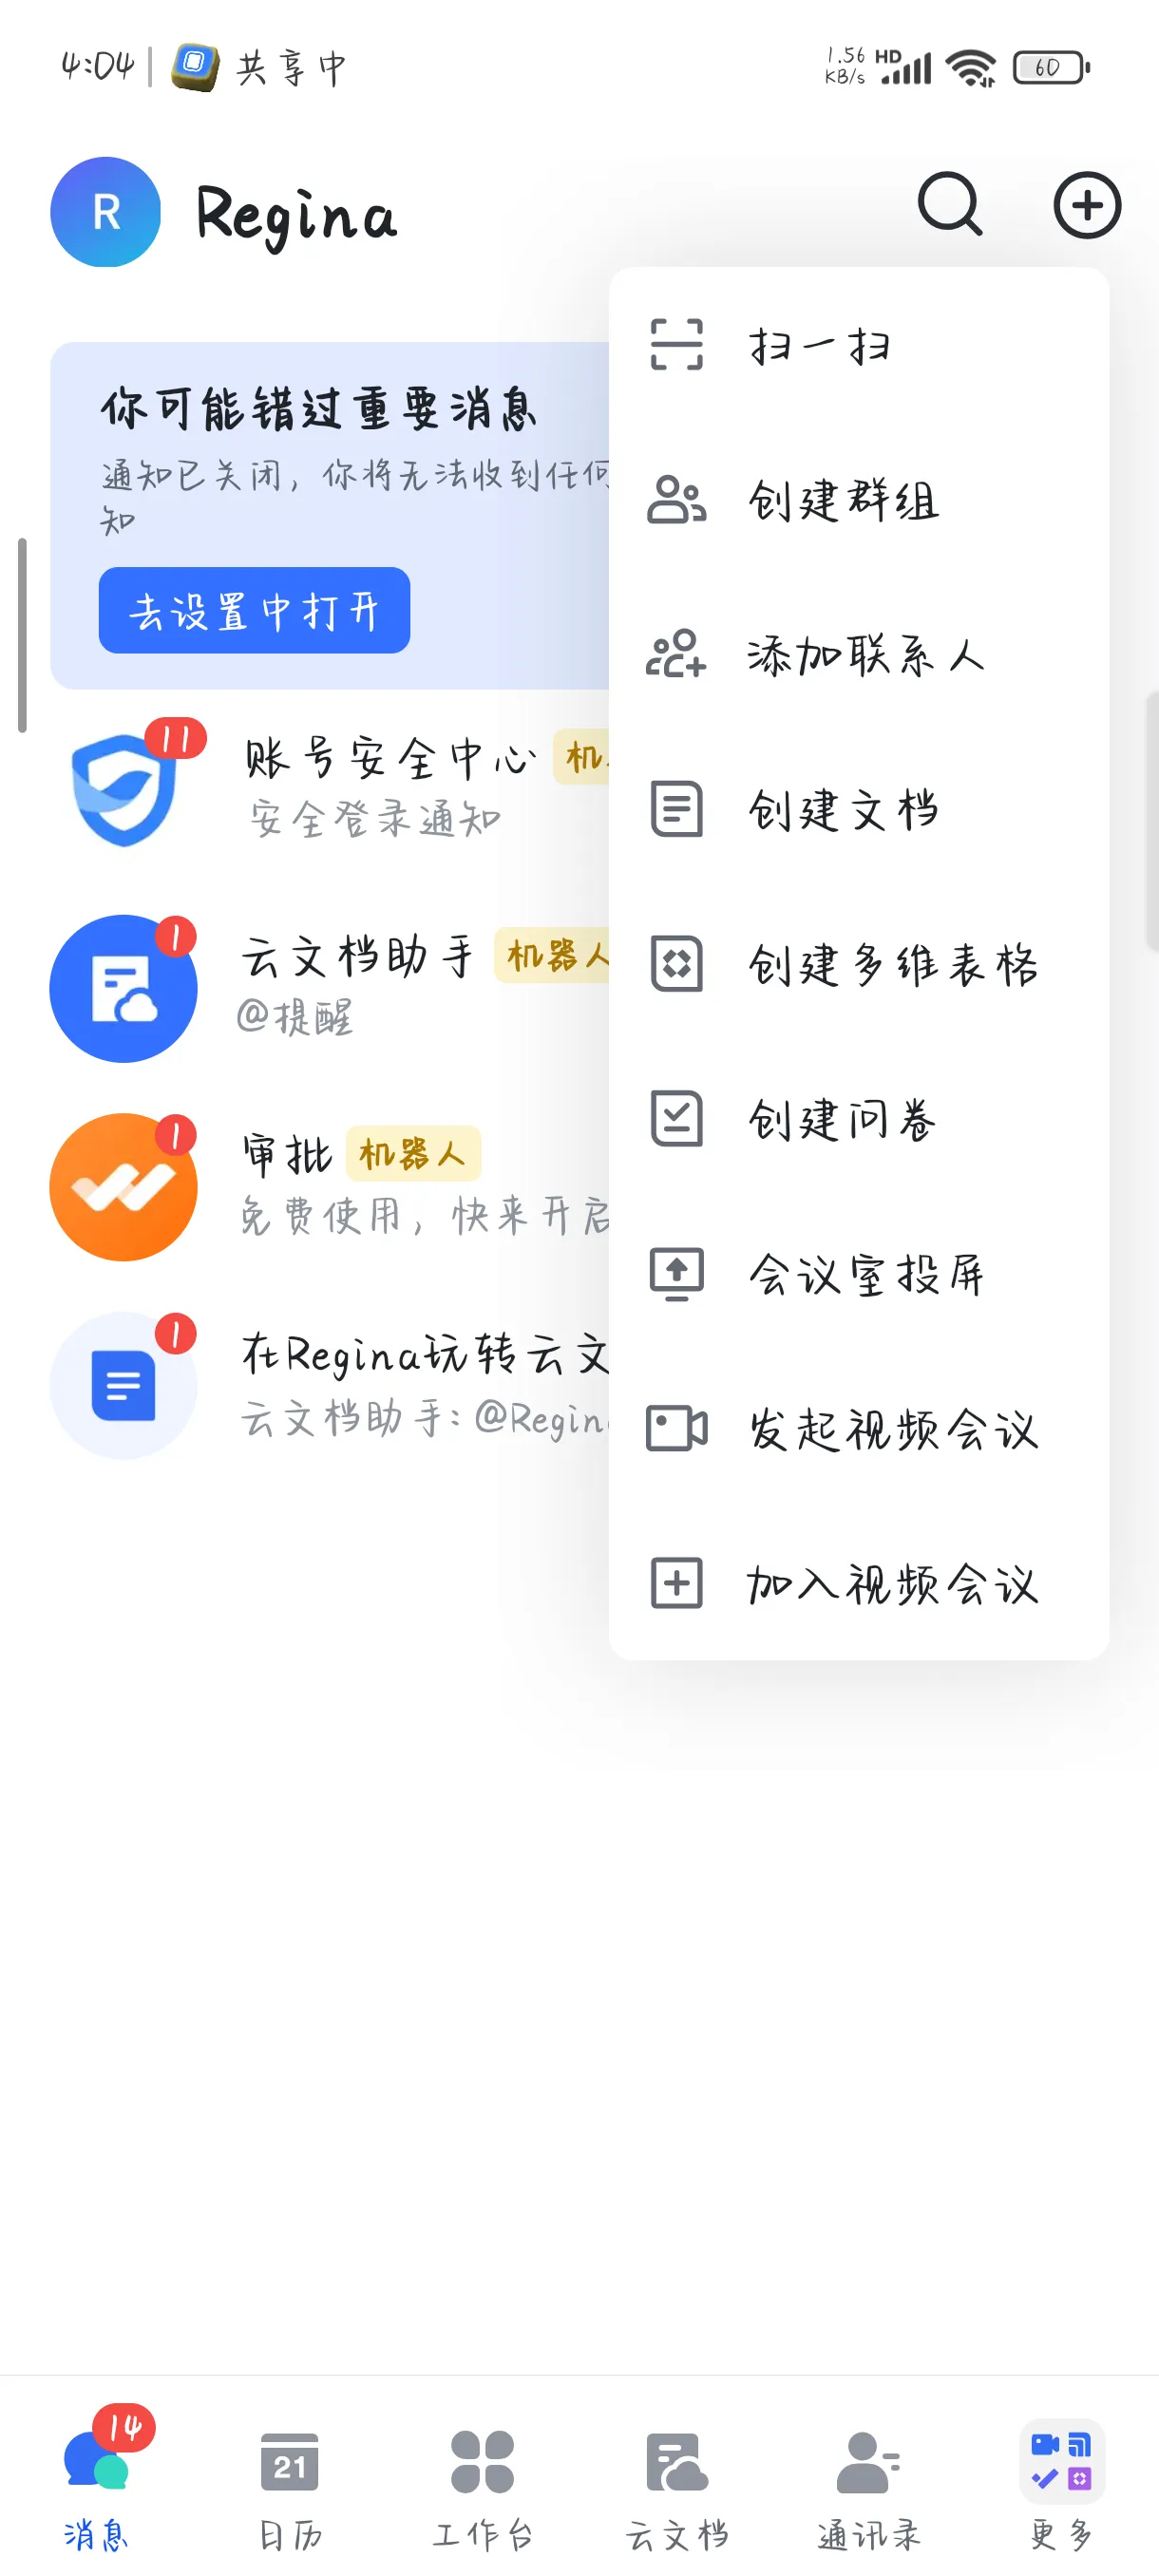 4:04
共享中
1.56
KB/s
HD
60
R
Regina
扫一扫
创建群组
添加联系人
创建文档
创建多维表格
创建问卷
会议室投屏
发起视频会议
加入视频会议
你可能错过重要消息
通知已关闭，你将无法收到任何
知
去设置中打开
11
账号安全中心
机
安全登录通知
1
云文档助手
机器人
@提醒
1
审批
机器人
免费使用，快来开启
1
在Regina玩转云文
云文档助手: @Regin
14
消息
21
日历
工作台
云文档
通讯录
更多